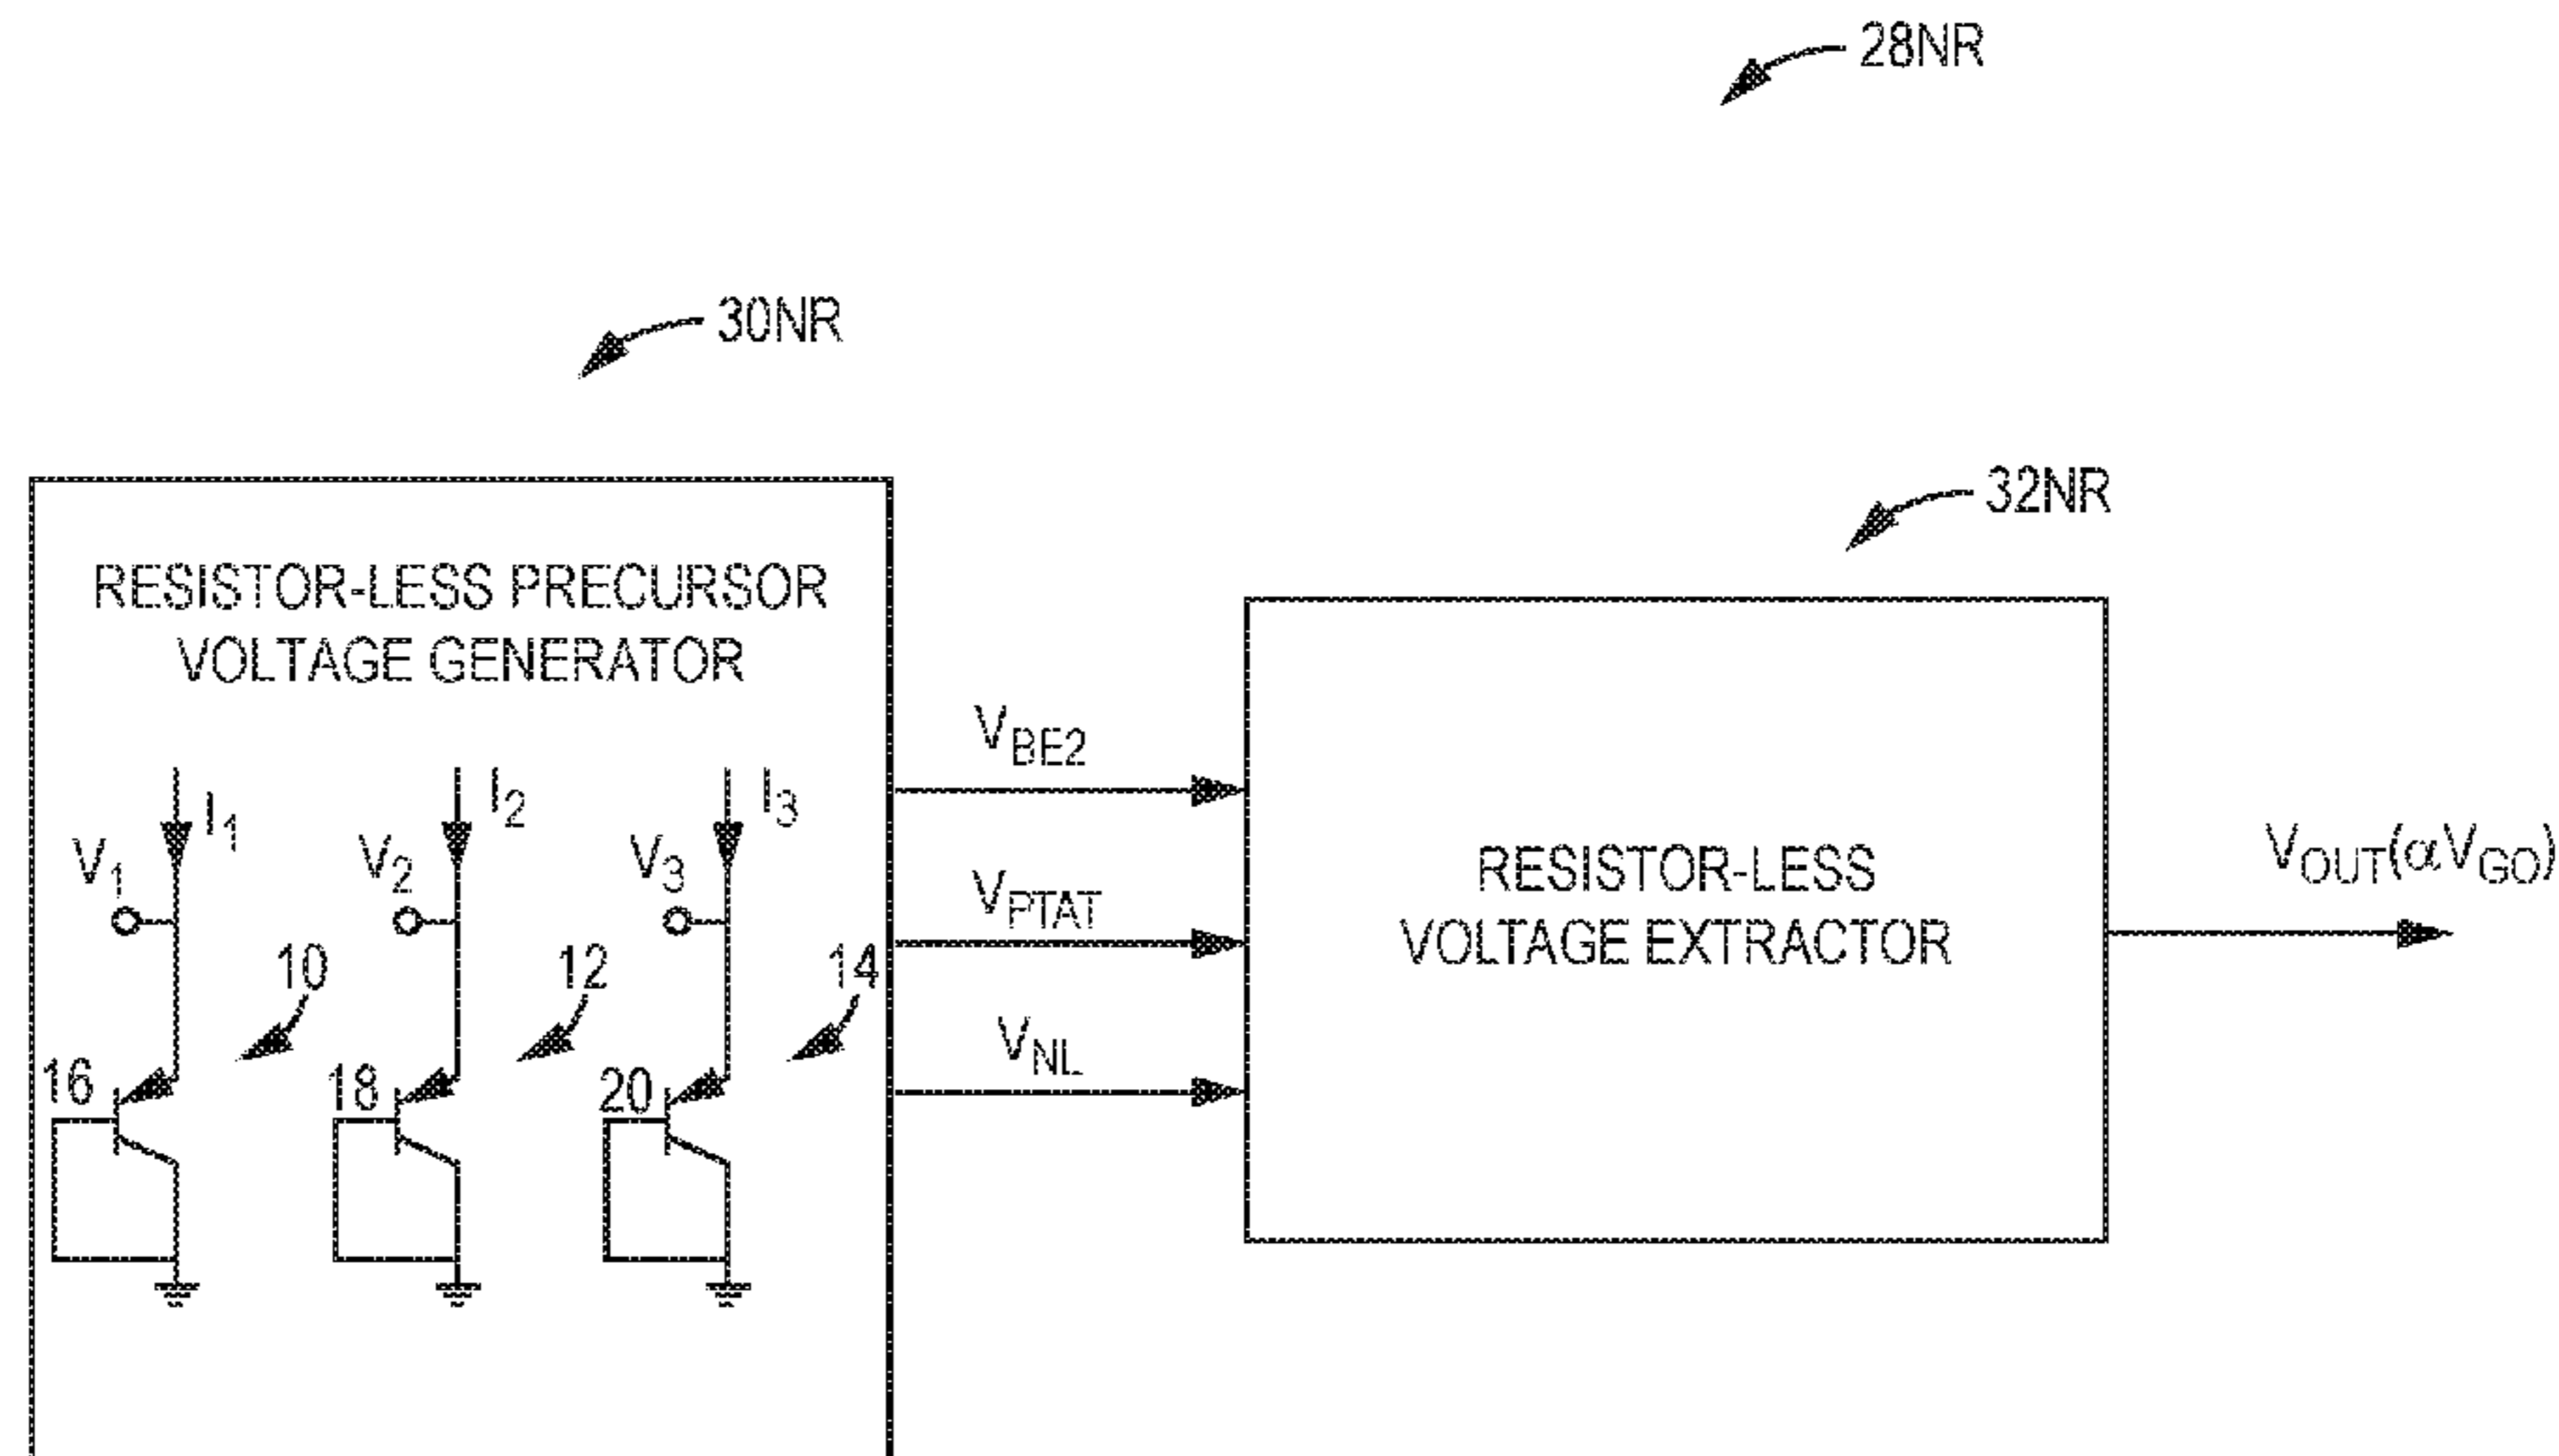 28NR
30NR
32NR
RESISTOR-LESS PRECURSOR
VOLTAGE GENERATOR
I1
I2
I3
V1
V2
V3
10
12
14
16
18
20
VBE2
VPTAT
VNL
RESISTOR-LESS
VOLTAGE EXTRACTOR
VOUT(αVGO)